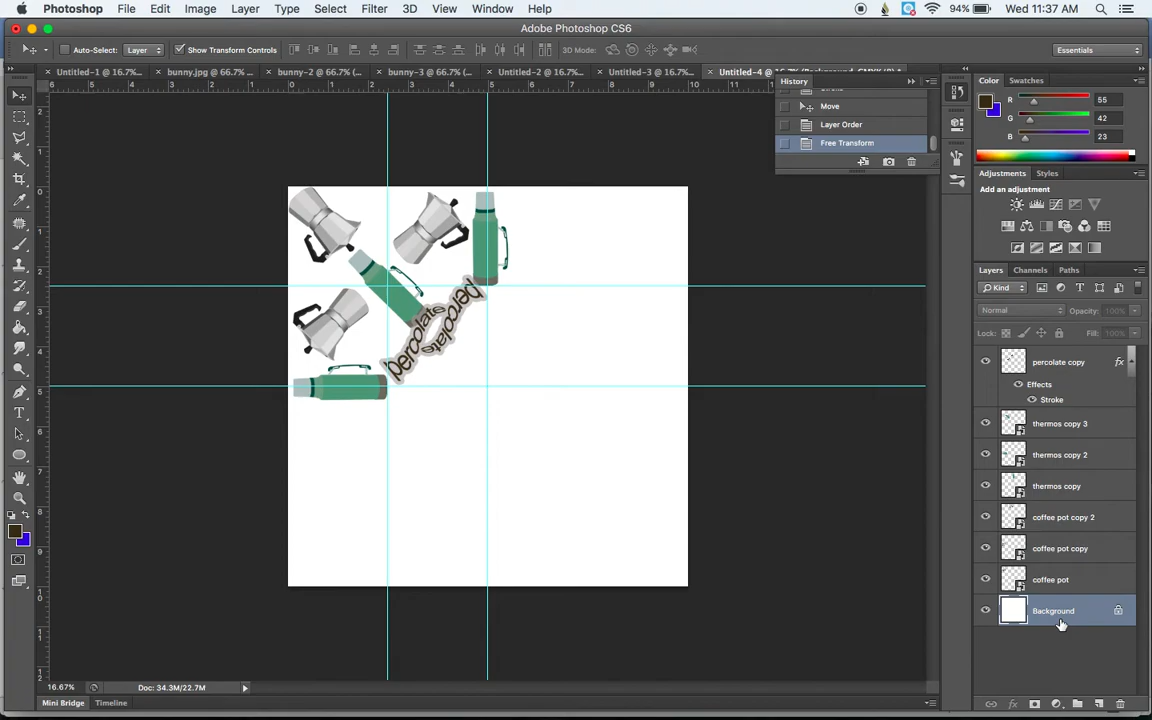 Photoshop File Edit Image Layer Type Select Filter 3D View Window Help 94% Wed 11:37 AM
Adobe Photoshop CS6
Auto-Select: Layer Show Transform Controls 3D Mode: Essentials
Untitled-1 @ 16.7%... bunny.jpg @ 66.7% ... bunny-2 @ 66.7% (... bunny-3 @ 66.7% (... Untitled-2 @ 16.7%... Untitled-3 @ 16.7%...
History
Move
Layer Order
Free Transform
Color Swatches
R 55
G 42
B 23
Adjustments Styles
Add an adjustment
Layers Channels Paths
Kind
Normal Opacity: 100%
Lock: Fill: 100%
percolate copy fx
Effects
Stroke
thermos copy 3
thermos copy 2
thermos copy
coffee pot copy 2
coffee pot copy
coffee pot
Background
percolate
percolate
16.67% Doc: 34.3M/22.7M
Mini Bridge Timeline